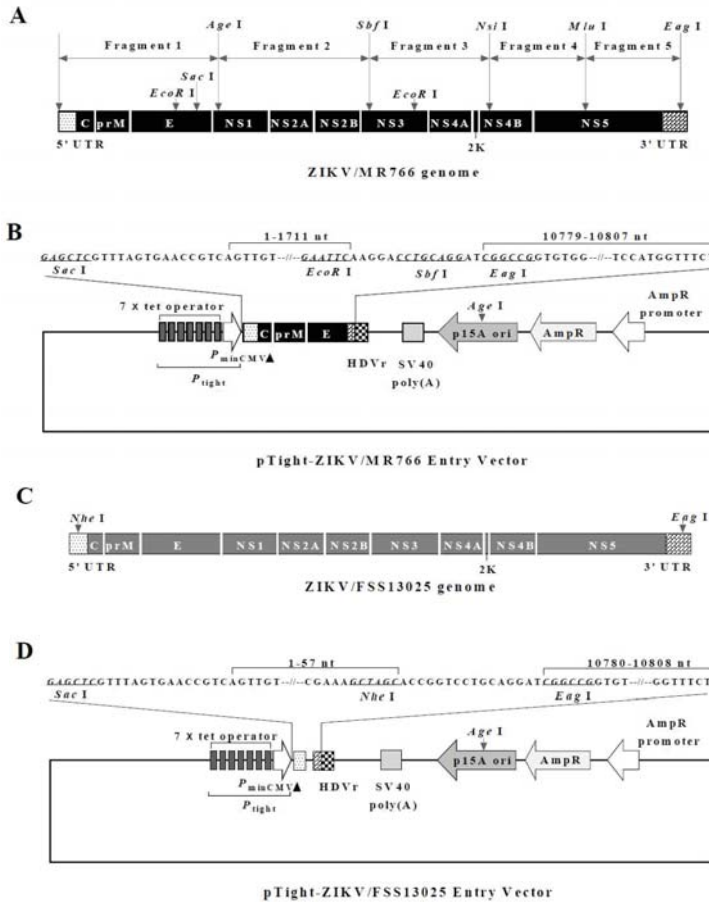 A
Age I
Sbf I
Nsi I
Mlu I
Eag I
Fragment 1
Fragment 2
Fragment 3
Fragment 4
Fragment 5
Sac I
EcoR I
EcoR I
C
prM
E
NS1
NS2A
NS2B
NS3
NS4A
NS4B
NS5
5' UTR
2K
3' UTR
ZIKV/MR766 genome
B
1-1711 nt
10779-10807 nt
GAGCTCGTTTAGTGAACCGTCAGTTGT--//--GAATTCAAGGACCTGCAGGATCGGCCGGTGTGG--//--TCCATGGTTTCT
Sac I
EcoR I
Sbf I
Eag I
7 X tet operator
Age I
AmpR
promoter
C
prM
E
p15A ori
AmpR
PminCMV
HDVr
SV40
poly(A)
Ptight
pTight-ZIKV/MR766 Entry Vector
C
Nhe I
Eag I
C
prM
E
NS1
NS2A
NS2B
NS3
NS4A
NS4B
NS5
5' UTR
2K
3' UTR
ZIKV/FSS13025 genome
D
1-57 nt
10780-10808 nt
GAGCTCGTTTAGTGAACCGTCAGTTGT--//--CGAAAGCTAGCACCGGTCCTGCAGGATCGGCCGGTGT--//--GGTTTCT
Sac I
Nhe I
Eag I
7 X tet operator
Age I
AmpR
promoter
p15A ori
AmpR
PminCMV
HDVr
SV40
poly(A)
Ptight
pTight-ZIKV/FSS13025 Entry Vector